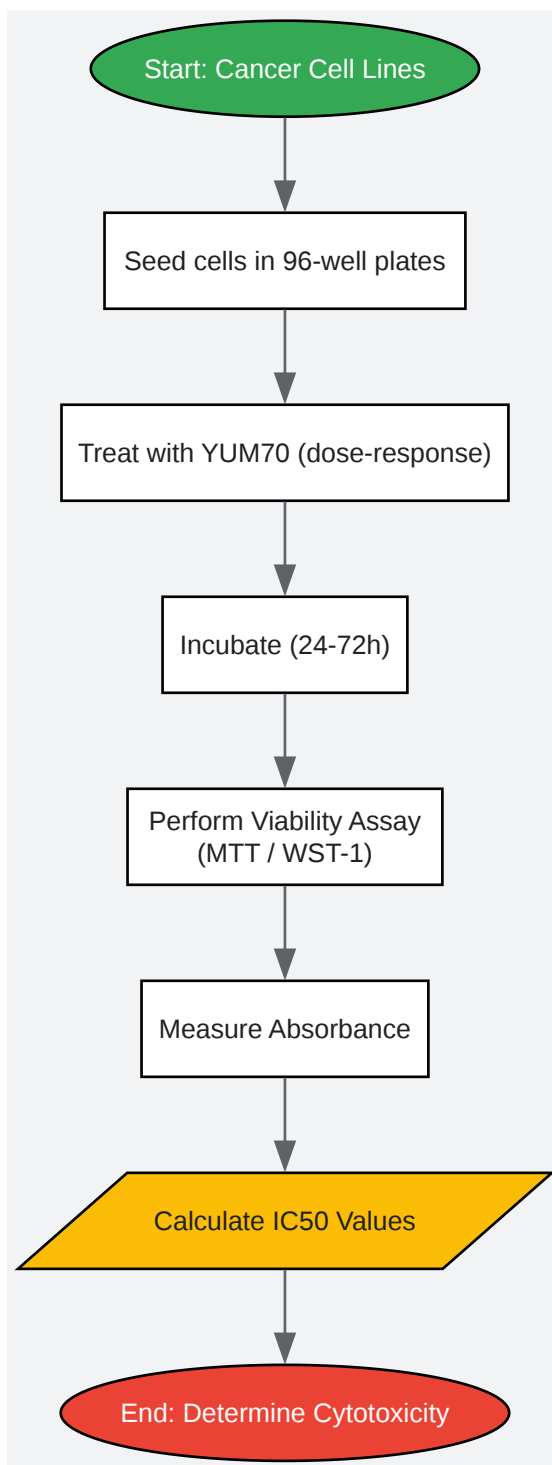 Start: Cancer Cell Lines
Seed cells in 96-well plates
Treat with YUM70 (dose-response)
Incubate (24-72h)
Perform Viability Assay
(MTT / WST-1)
Measure Absorbance
Calculate IC50 Values
End: Determine Cytotoxicity